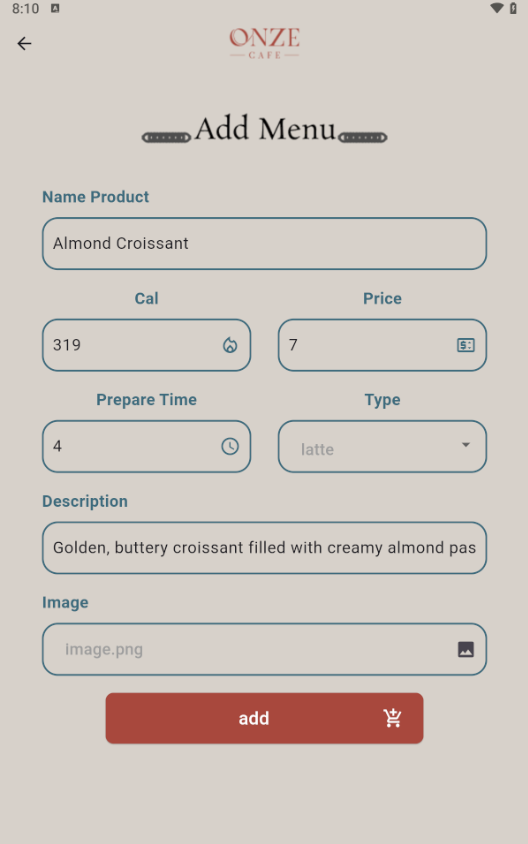 8:10
ONZE
CAFE
Add Menu
Name Product
Almond Croissant
Cal
Price
319
7
Prepare Time
Type
4
latte
Description
Golden, buttery croissant filled with creamy almond pas
Image
image.png
add